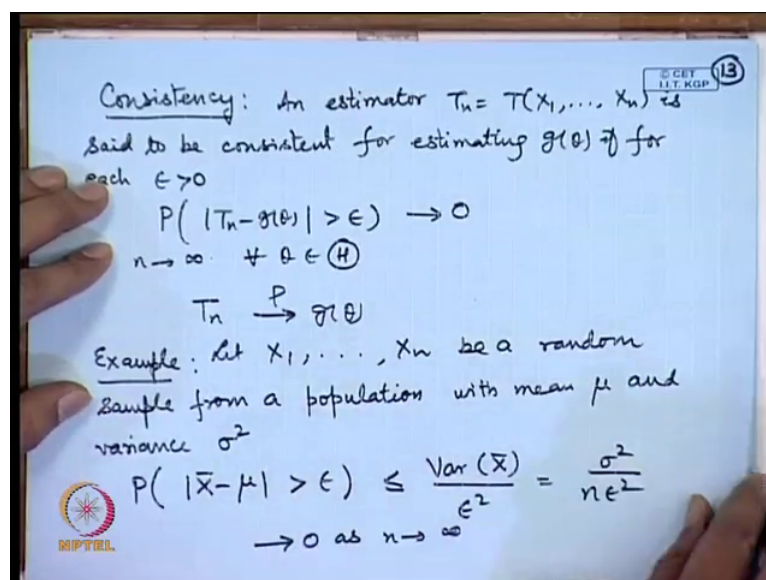 © CET
I.I.T. KGP
13
Consistency: An estimator Tn = T(X1, ..., Xn) is
said to be consistent for estimating g(θ) if for
each ϵ > 0
P( |Tn - g(θ)| > ϵ ) → 0
n → ∞ ∀ θ ∈ Ⓗ
Tn →^P g(θ)
Example: Let X1, ..., Xn be a random
sample from a population with mean μ and
variance σ²
P( |X̄ - μ| > ϵ ) ≤ Var(X̄)/ϵ² = σ²/nϵ²
→ 0 as n → ∞
NPTEL